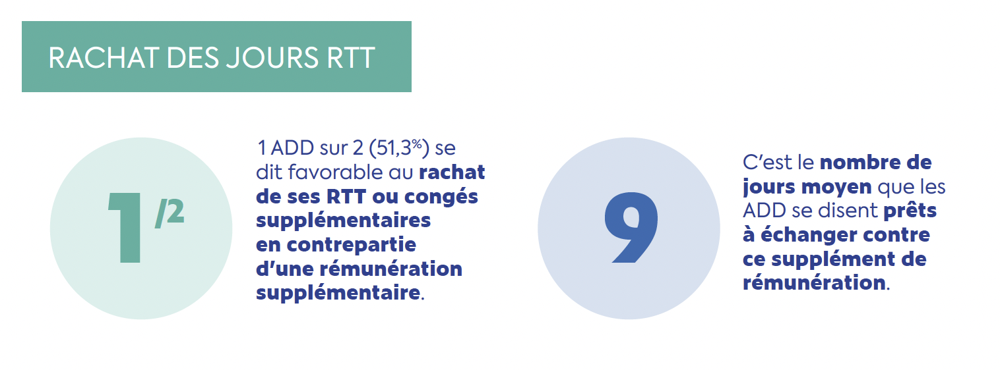 RACHAT DES JOURS RTT
1 /2
1 ADD sur 2 (51,3%) se
dit favorable au rachat
de ses RTT ou congés
supplémentaires
en contrepartie
d’une rémunération
supplémentaire.
9
C’est le nombre de
jours moyen que les
ADD se disent prêts
à échanger contre
ce supplément de
rémunération.